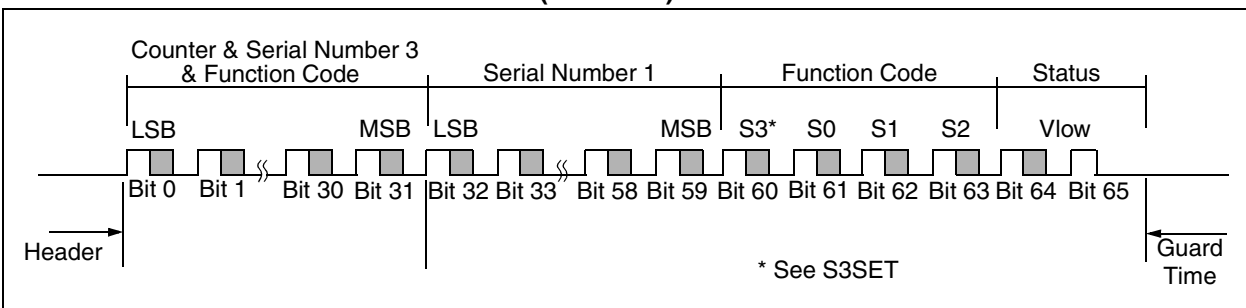 Counter & Serial Number 3
& Function Code
Serial Number 1
Function Code
Status
LSB
MSB
LSB
MSB
S3*
S0
S1
S2
Vlow
Bit 0
Bit 1
Bit 30
Bit 31
Bit 32
Bit 33
Bit 58
Bit 59
Bit 60
Bit 61
Bit 62
Bit 63
Bit 64
Bit 65
Header
Guard
Time
* See S3SET